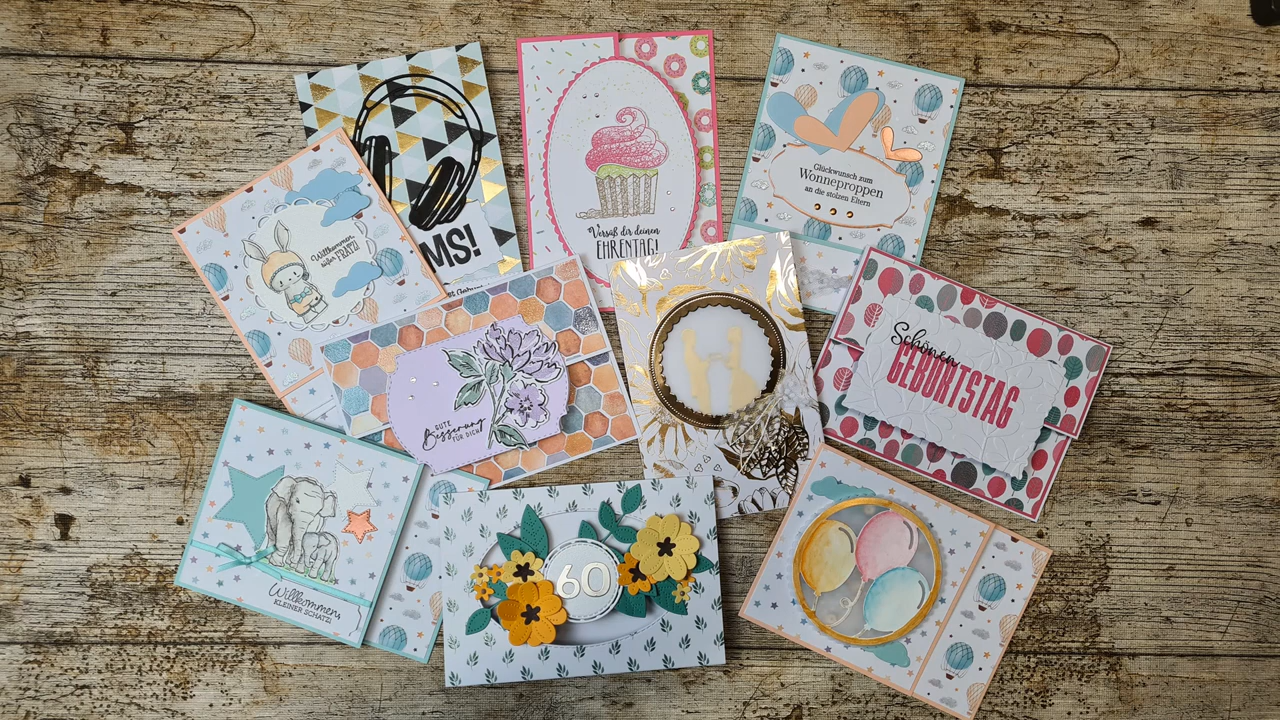 MS!
Versüß dir deinen
EHRENTAG!
Glückwunsch zum
Wonneproppen
an die stolzen Eltern
Willkommen,
süßer FRATZ!
GUTE
Besserung
FÜR DICH
Schönen
GEBURTSTAG
Willkommen,
KLEINER SCHATZ!
60